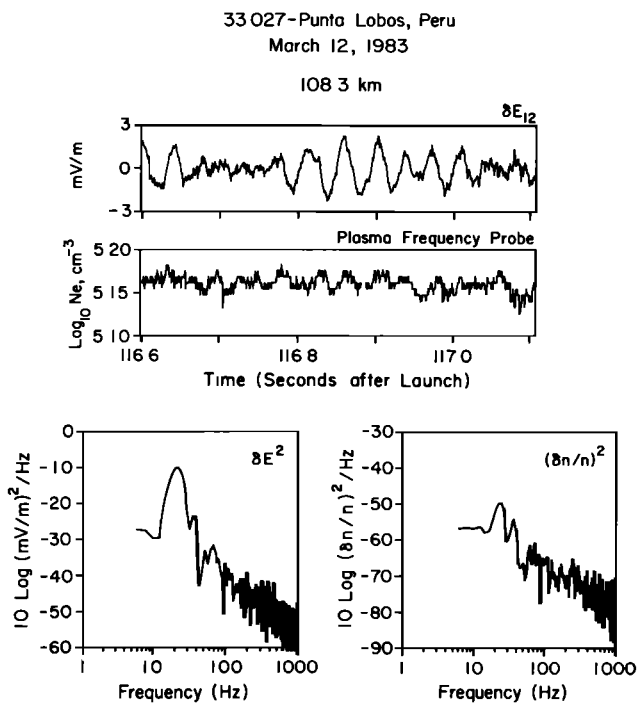 33 027-Punta Lobos, Peru
March 12, 1983
108 3 km
δE12
3
0
-3
mV/m
Plasma Frequency Probe
5 20
5 15
5 10
Log10 Ne, cm-3
116 6 116 8 117 0
Time (Seconds after Launch)
δE2
0
-10
-20
-30
-40
-50
-60
10 Log (mV/m)2/Hz
1 10 100 1000
Frequency (Hz)
(δn/n)2
-30
-40
-50
-60
-70
-80
-90
10 Log (δn/n)2/Hz
1 10 100 1000
Frequency (Hz)